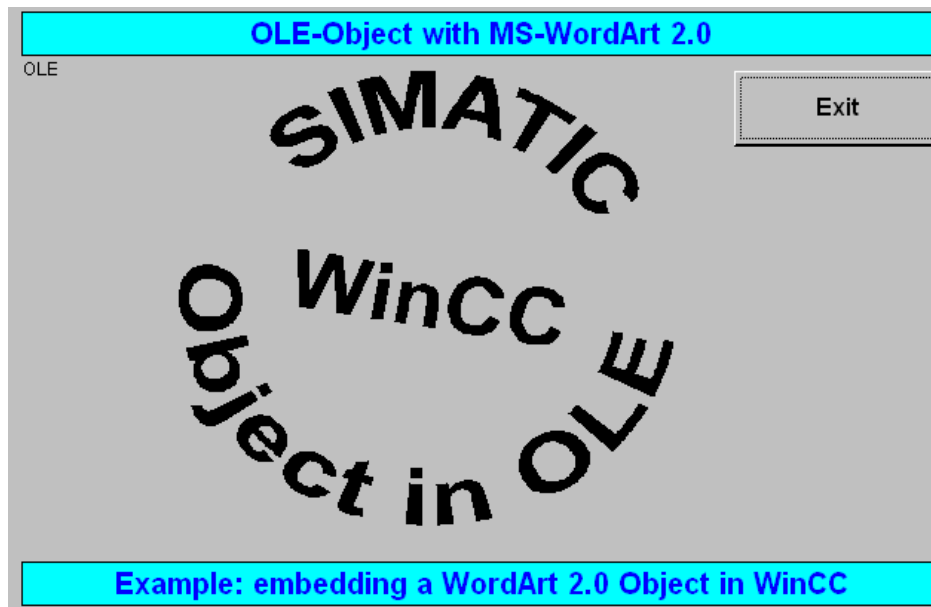 OLE-Object with MS-WordArt 2.0
OLE
Exit
SIMATIC
WinCC
Object in OLE
Example: embedding a WordArt 2.0 Object in WinCC